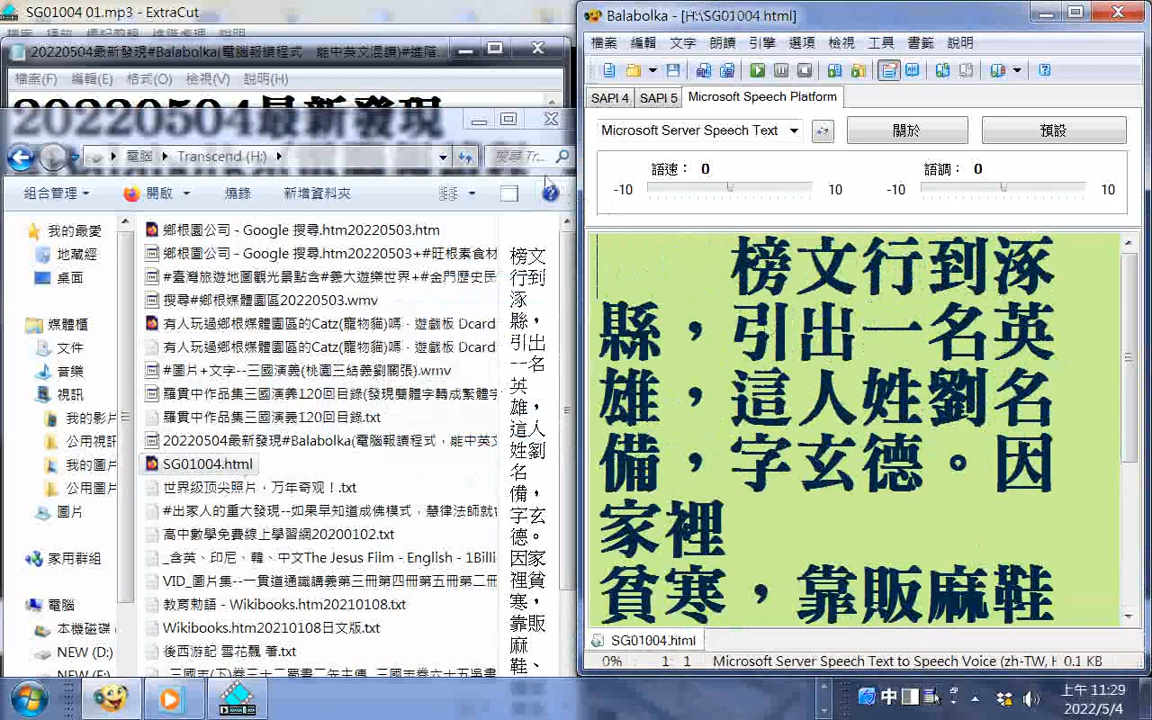 SG01004 01.mp3 - ExtraCut
20220504最新發現#Balabolka(電腦報讀程式
檔案(F) 編輯(E) 格式(O) 檢視(V) 說明(H)
20220504最新發現
電腦 Transcend (H:)
搜尋 Tr...
組合管理 開啟 燒錄 新增資料夾
我的最愛
地藏經
桌面
媒體櫃
文件
音樂
視訊
我的影片
公用視訊
我的圖片
公用圖片
圖片
家用群組
電腦
本機磁碟
NEW (D:)
NEW (E:)
鄉根園公司 - Google 搜尋.htm20220503.htm
鄉根園公司 - Google 搜尋.htm20220503.htm+#旺根素食材
#臺灣旅遊地圖觀光景點含#義大遊樂世界+#金門歷史民
搜尋#鄉根媒體園區20220503.wmv
有人玩過鄉根媒體園區的Catz(寵物貓)嗎 - 遊戲板 Dcard
有人玩過鄉根媒體園區的Catz(寵物貓)嗎 - 遊戲板 Dcard
#圖片+文字--三國演義(桃園三結義劉關張).wmv
羅貫中作品集三國演義120回目錄(發現簡體字轉成繁體字
羅貫中作品集三國演義120回目錄.txt
20220504最新發現#Balabolka(電腦報讀程式，能中英文
SG01004.html
世界级顶尖照片，万年奇观！.txt
#出家人的重大發現--如果早知道成佛模式，慧律法師就
高中數學免費線上學習網20200102.txt
_含英、印尼、韓、中文The Jesus Film - English - 1Billi
VID_圖片集--一貫道通識講義第三冊第四冊第五冊第二冊
教育勅語 - Wikibooks.htm20210108.txt
Wikibooks.htm20210108日文版.txt
後西游記 雪花飄 著.txt
榜文
行到
涿
縣，
引出
一名
英
雄，
這人
姓劉
名
備，
字玄
德。
因家
裡貧
寒，
靠販
麻
鞋、
Balabolka - [H:\SG01004.html]
檔案 編輯 文字 朗讀 引擎 選項 檢視 工具 書籤 說明
SAPI 4 SAPI 5 Microsoft Speech Platform
Microsoft Server Speech Text 關於 預設
語速： 0 語調： 0
-10 10 -10 10
榜文行到涿
縣，引出一名英
雄，這人姓劉名
備，字玄德。因
家裡
貧寒，靠販麻鞋
SG01004.html
0% 1: 1 Microsoft Server Speech Text to Speech Voice (zh-TW, H 0.1 KB
中
上午 11:29
2022/5/4